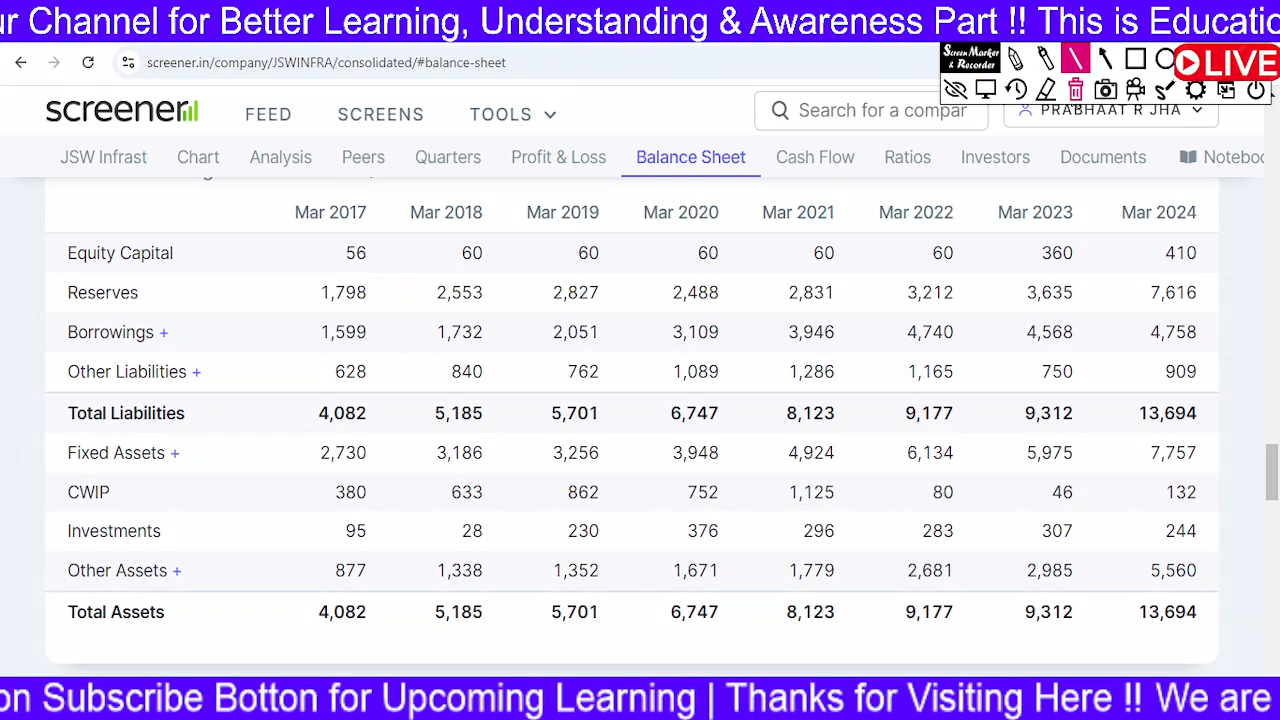 ur Channel for Better Learning, Understanding & Awareness Part !! This is Educatio
screener.in/company/JSWINFRA/consolidated/#balance-sheet
Screen Marker & Recorder
LIVE
screener FEED SCREENS TOOLS Search for a compar PRABHAAT R JHA
JSW Infrast Chart Analysis Peers Quarters Profit & Loss Balance Sheet Cash Flow Ratios Investors Documents Noteboo
Mar 2017 Mar 2018 Mar 2019 Mar 2020 Mar 2021 Mar 2022 Mar 2023 Mar 2024
Equity Capital 56 60 60 60 60 60 360 410
Reserves 1,798 2,553 2,827 2,488 2,831 3,212 3,635 7,616
Borrowings + 1,599 1,732 2,051 3,109 3,946 4,740 4,568 4,758
Other Liabilities + 628 840 762 1,089 1,286 1,165 750 909
Total Liabilities 4,082 5,185 5,701 6,747 8,123 9,177 9,312 13,694
Fixed Assets + 2,730 3,186 3,256 3,948 4,924 6,134 5,975 7,757
CWIP 380 633 862 752 1,125 80 46 132
Investments 95 28 230 376 296 283 307 244
Other Assets + 877 1,338 1,352 1,671 1,779 2,681 2,985 5,560
Total Assets 4,082 5,185 5,701 6,747 8,123 9,177 9,312 13,694
on Subscribe Botton for Upcoming Learning | Thanks for Visiting Here !! We are